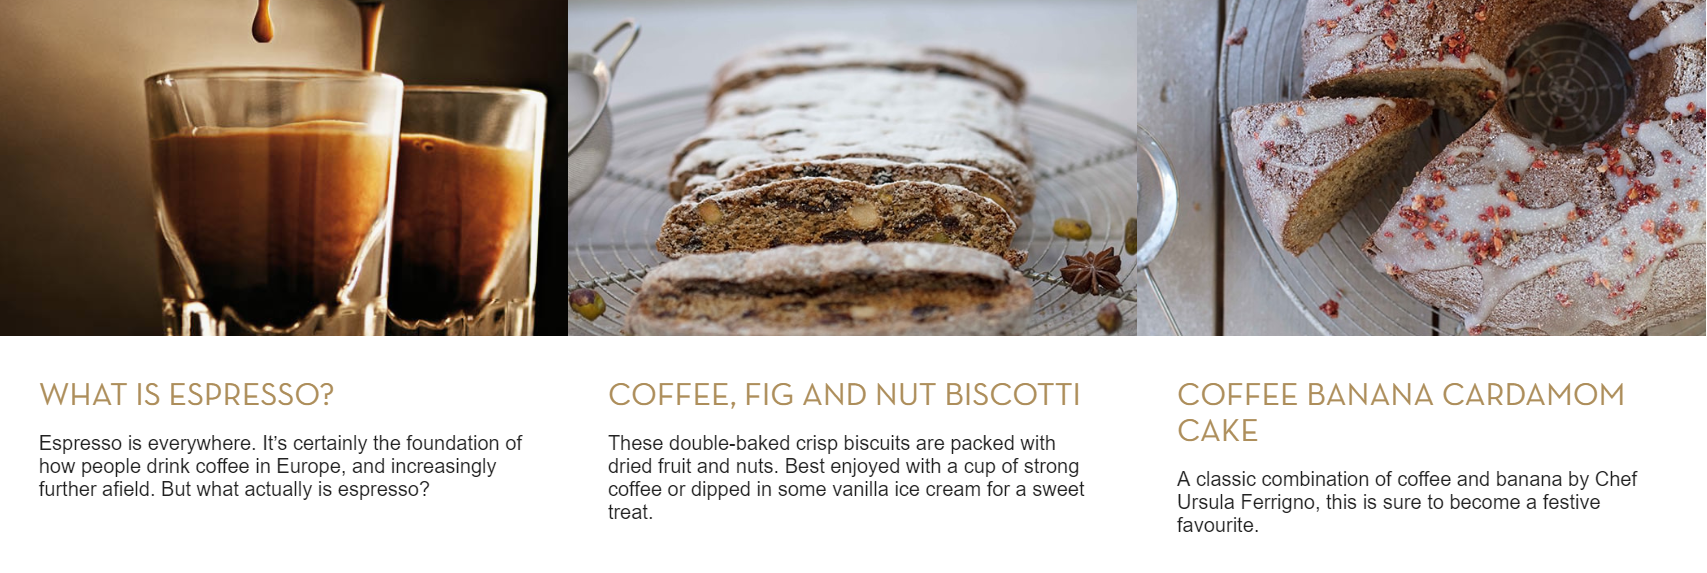 WHAT IS ESPRESSO?
Espresso is everywhere. It’s certainly the foundation of
how people drink coffee in Europe, and increasingly
further afield. But what actually is espresso?
COFFEE, FIG AND NUT BISCOTTI
These double-baked crisp biscuits are packed with
dried fruit and nuts. Best enjoyed with a cup of strong
coffee or dipped in some vanilla ice cream for a sweet
treat.
COFFEE BANANA CARDAMOM
CAKE
A classic combination of coffee and banana by Chef
Ursula Ferrigno, this is sure to become a festive
favourite.